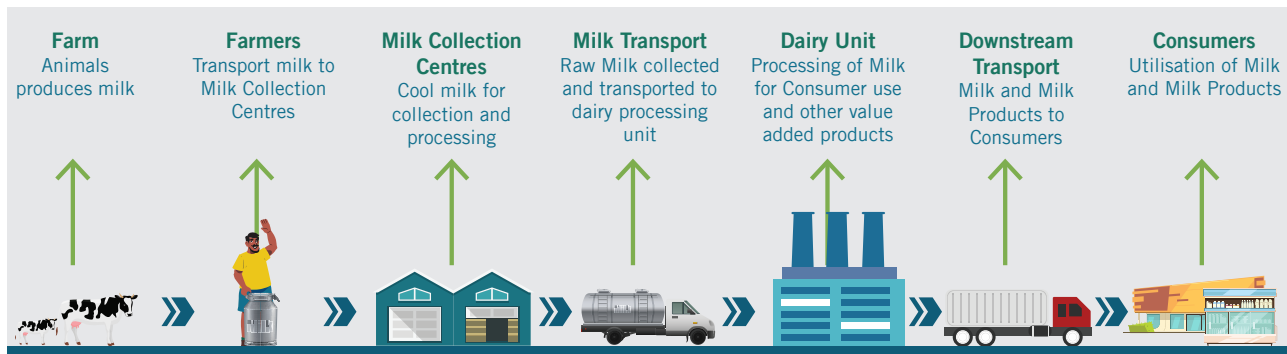 Farm
Animals
produces milk
Farmers
Transport milk to
Milk Collection
Centres
Milk Collection
Centres
Cool milk for
collection and
processing
Milk Transport
Raw Milk collected
and transported to
dairy processing
unit
Dairy Unit
Processing of Milk
for Consumer use
and other value
added products
Downstream
Transport
Milk and Milk
Products to
Consumers
Consumers
Utilisation of Milk
and Milk Products